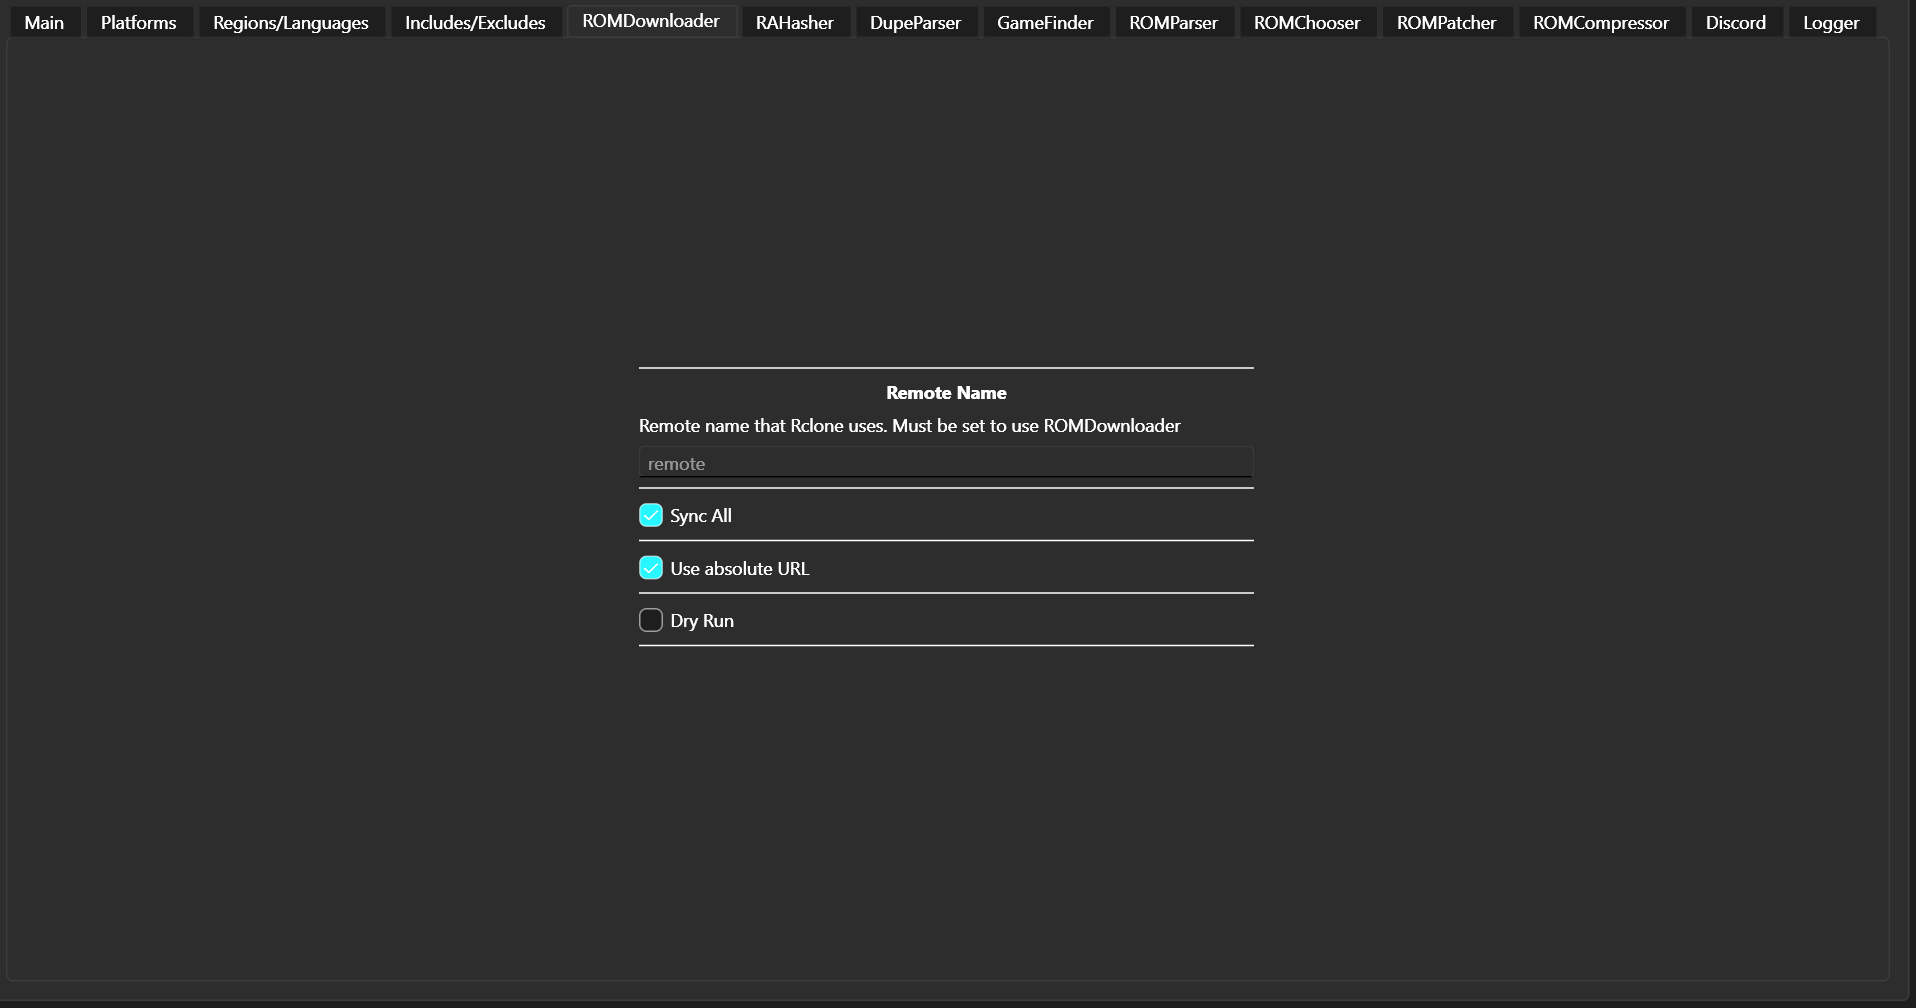 Main Platforms Regions/Languages Includes/Excludes ROMDownloader RAHasher DupeParser GameFinder ROMParser ROMChooser ROMPatcher ROMCompressor Discord Logger
Remote Name
Remote name that Rclone uses. Must be set to use ROMDownloader
remote
Sync All
Use absolute URL
Dry Run